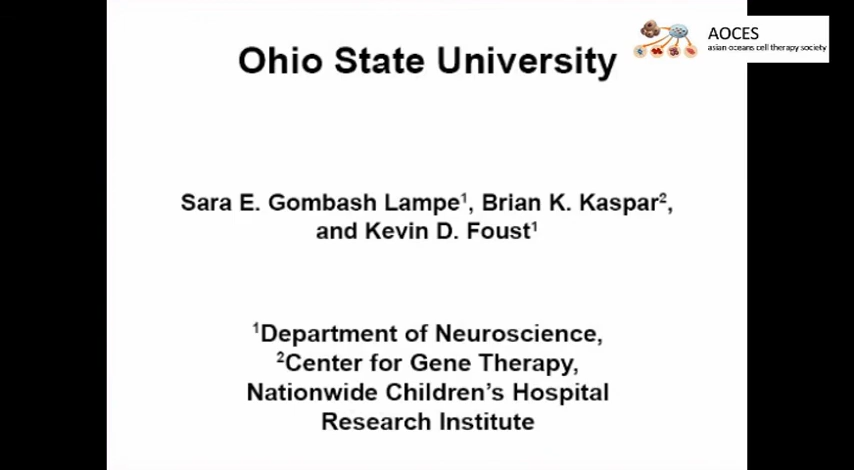 Ohio State University
AOCES
asian oceans cell therapy society
Sara E. Gombash Lampe¹, Brian K. Kaspar²,
and Kevin D. Foust¹
¹Department of Neuroscience,
²Center for Gene Therapy,
Nationwide Children's Hospital
Research Institute